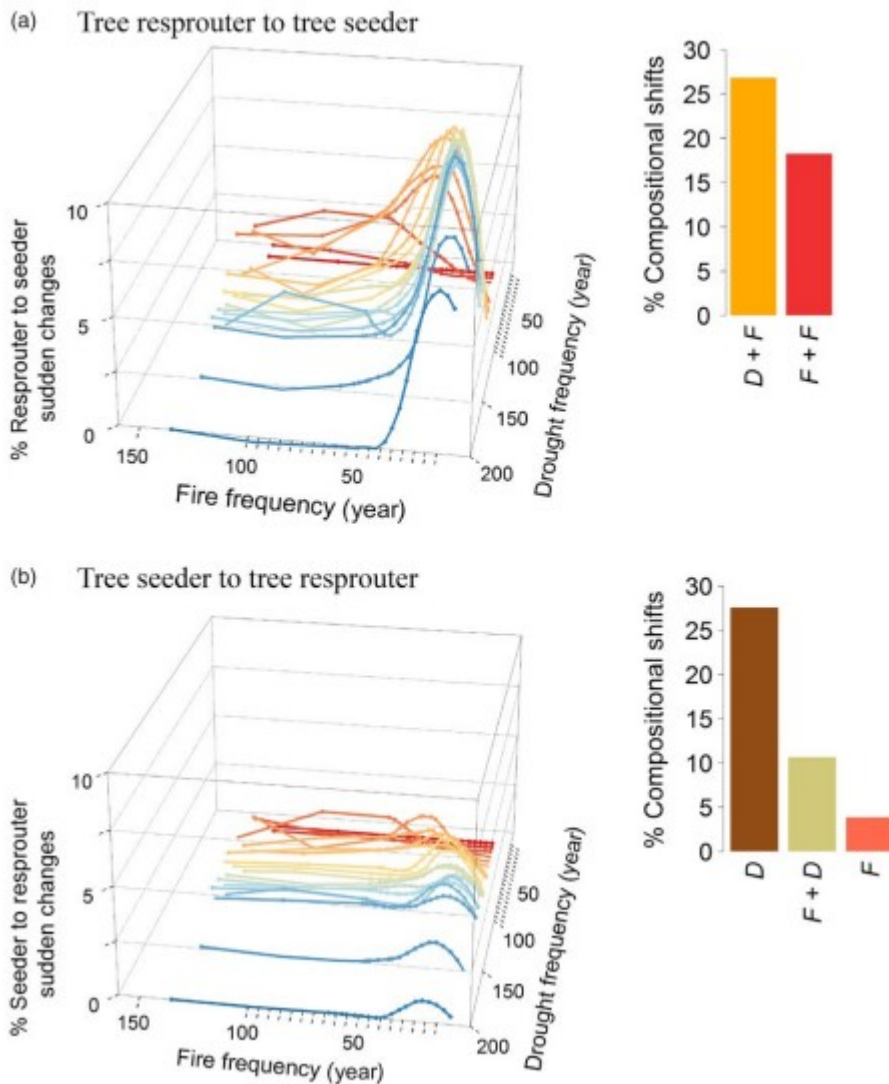 (a) Tree resprouter to tree seeder
% Resprouter to seeder
sudden changes
10
5
0
150
100
50
Fire frequency (year)
50
100
150
200
Drought frequency (year)
% Compositional shifts
30
25
20
15
10
5
0
D + F
F + F
(b) Tree seeder to tree resprouter
% Seeder to resprouter
sudden changes
10
5
0
150
100
50
Fire frequency (year)
50
100
150
200
Drought frequency (year)
% Compositional shifts
30
25
20
15
10
5
0
D
F + D
F